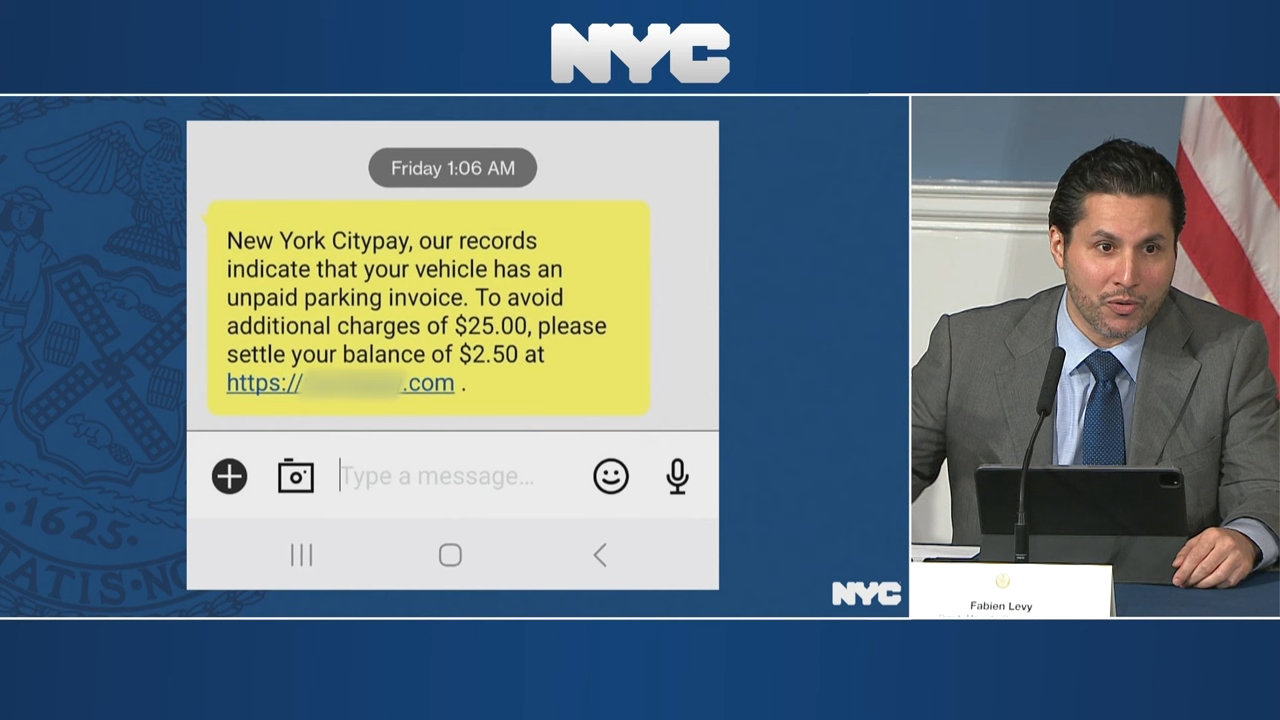 NYC
Friday 1:06 AM
New York Citypay, our records
indicate that your vehicle has an
unpaid parking invoice. To avoid
additional charges of $25.00, please
settle your balance of $2.50 at
https:// .com .
Type a message...
·1625.
NYC
Fabien Levy